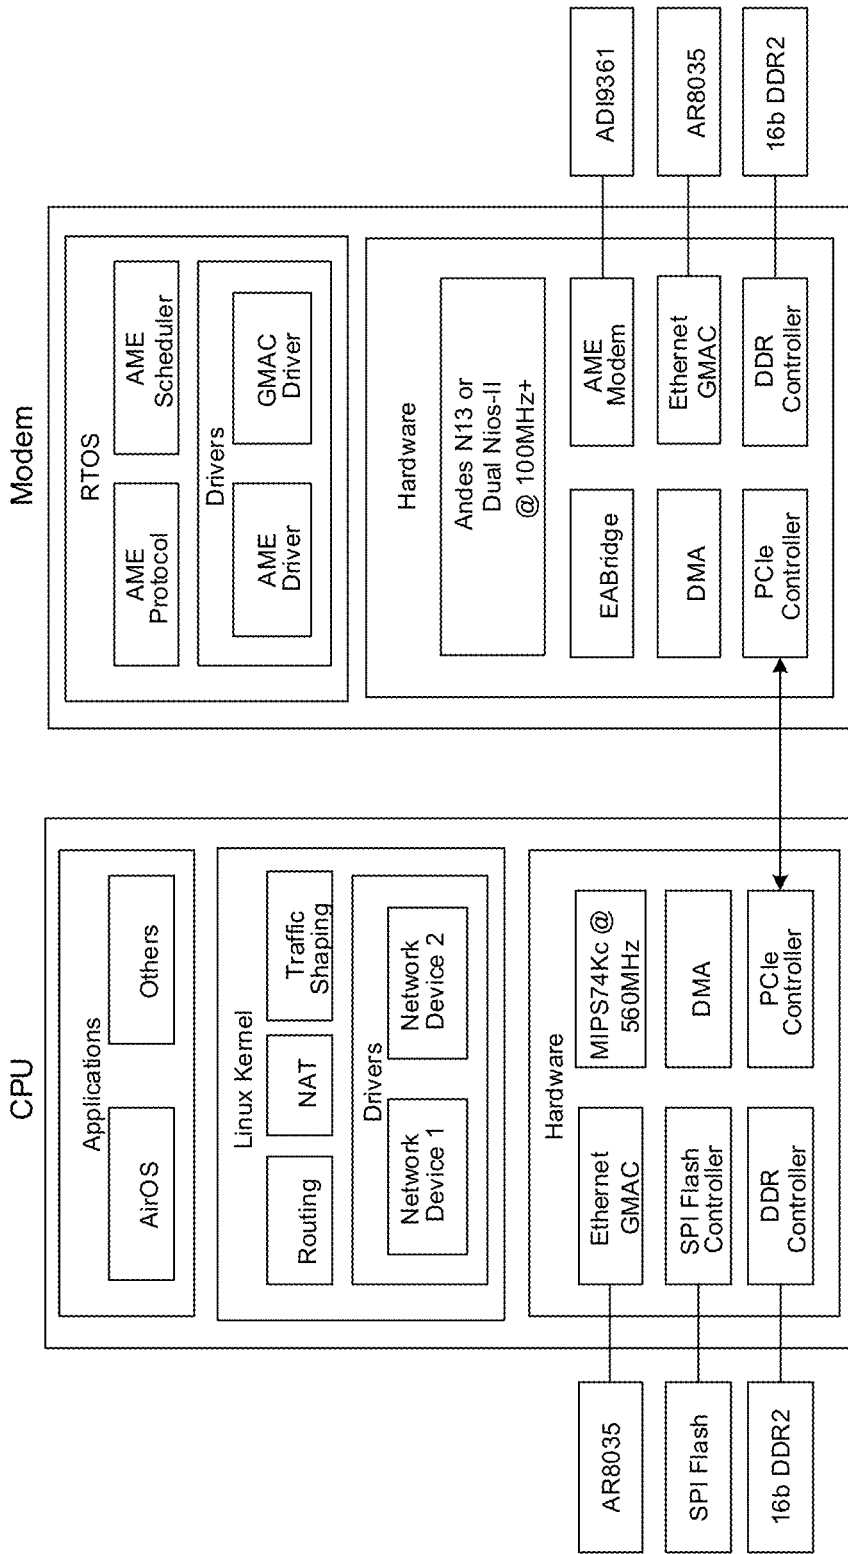 CPU
Applications
AirOS
Others
Linux Kernel
Routing
NAT
Traffic
Shaping
Drivers
Network
Device 1
Network
Device 2
Hardware
Ethernet
GMAC
MIPS74Kc @
560MHz
SPI Flash
Controller
DMA
DDR
Controller
PCIe
Controller
AR8035
SPI Flash
16b DDR2
Modem
RTOS
AME
Protocol
AME
Scheduler
Drivers
AME
Driver
GMAC
Driver
Hardware
Andes N13 or
Dual Nios-II
@ 100MHz+
EABridge
AME
Modem
DMA
Ethernet
GMAC
PCIe
Controller
DDR
Controller
ADI9361
AR8035
16b DDR2